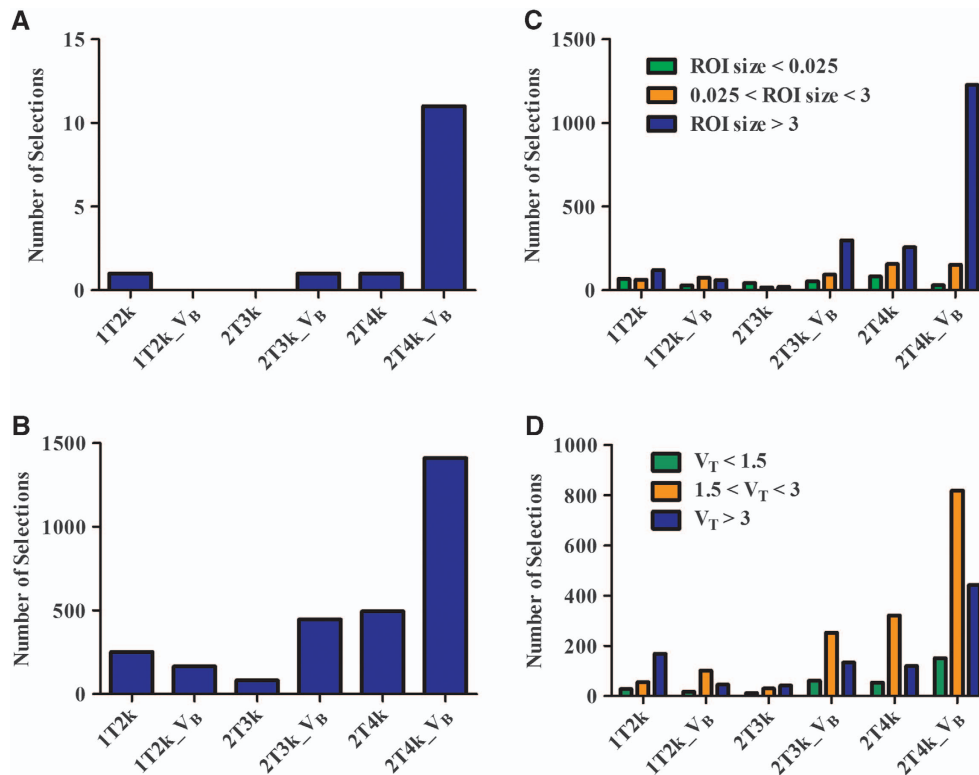 A
Number of Selections
15
10
5
0
1T2k
1T2k_VB
2T3k
2T3k_VB
2T4k
2T4k_VB
B
Number of Selections
1500
1000
500
0
1T2k
1T2k_VB
2T3k
2T3k_VB
2T4k
2T4k_VB
C
Number of Selections
1500
1000
500
0
ROI size < 0.025
0.025 < ROI size < 3
ROI size > 3
1T2k
1T2k_VB
2T3k
2T3k_VB
2T4k
2T4k_VB
D
Number of Selections
1000
800
600
400
200
0
VT < 1.5
1.5 < VT < 3
VT > 3
1T2k
1T2k_VB
2T3k
2T3k_VB
2T4k
2T4k_VB